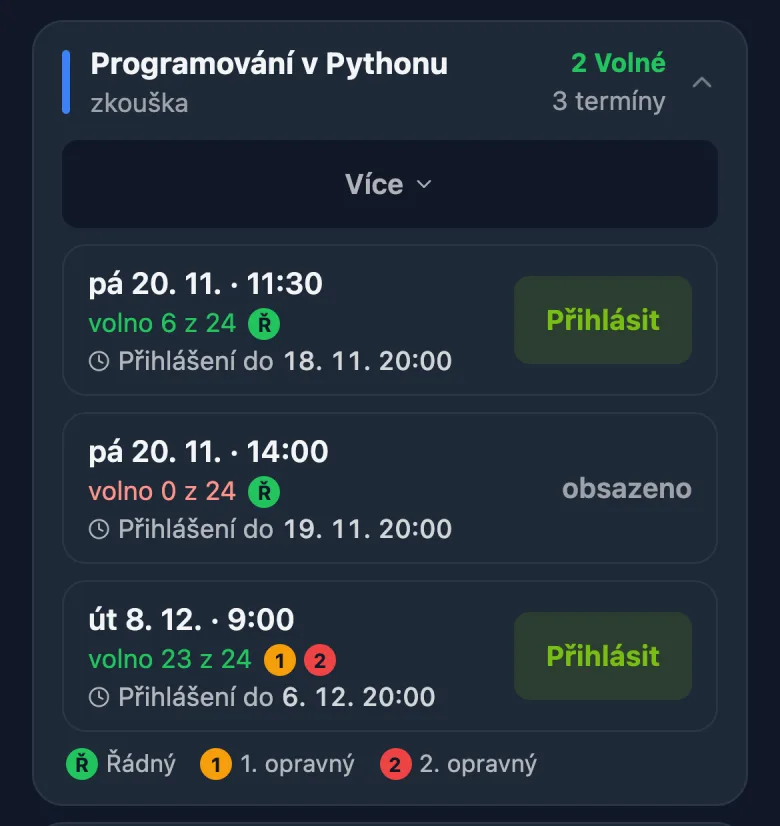 Programování v Pythonu
2 Volné
zkouška
3 termíny
Více
pá 20. 11. · 11:30
volno 6 z 24 Ř
Přihlášení do 18. 11. 20:00
Přihlásit
pá 20. 11. · 14:00
volno 0 z 24 Ř
Přihlášení do 19. 11. 20:00
obsazeno
út 8. 12. · 9:00
volno 23 z 24 1 2
Přihlášení do 6. 12. 20:00
Přihlásit
Ř Řádný 1 1. opravný 2 2. opravný